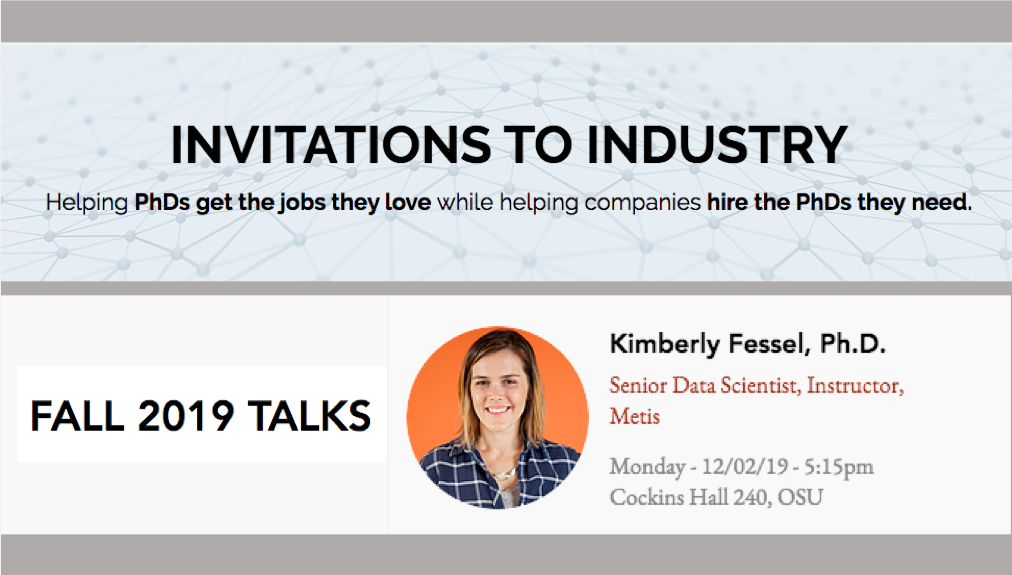 INVITATIONS TO INDUSTRY
Helping PhDs get the jobs they love while helping companies hire the PhDs they need.
FALL 2019 TALKS
Kimberly Fessel, Ph.D.
Senior Data Scientist, Instructor,
Metis
Monday - 12/02/19 - 5:15pm
Cockins Hall 240, OSU